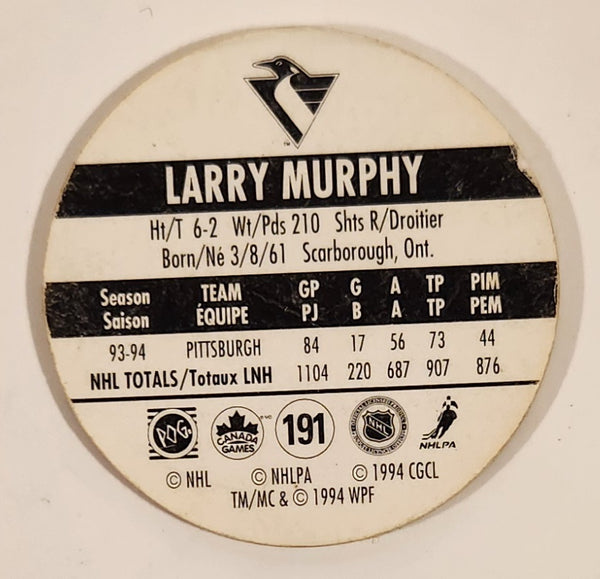 LARRY MURPHY
Ht/T 6-2 Wt/Pds 210 Shts R/Droitier
Born/Né 3/8/61 Scarborough, Ont.
Season TEAM GP G A TP PIM
Saison ÉQUIPE PJ B A TP PEM
93-94 PITTSBURGH 84 17 56 73 44
NHL TOTALS/Totaux LNH 1104 220 687 907 876
POG CANADA GAMES 191 NHL NHLPA
© NHL © NHLPA © 1994 CGCL
TM/MC & © 1994 WPF